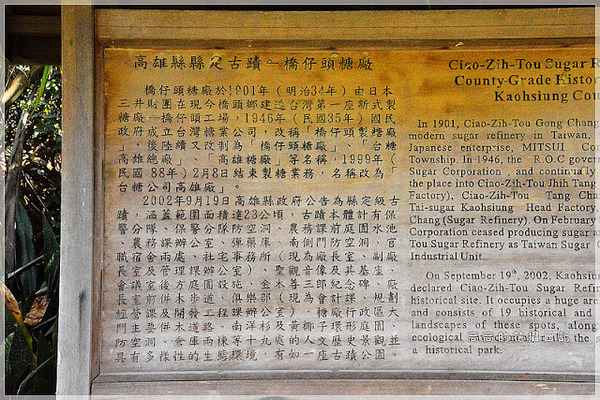 高雄縣縣定古蹟－橋仔頭糖廠
橋仔頭糖廠於1901年（明治34年）由日本
三井財團在現今橋頭鄉建造台灣第一座新式製
糖工場－橋仔頭工場，1946年（民國35年）國民
政府成立台灣糖業公司，改稱「橋仔頭製糖廠
」，後陸續又改制為「橋仔頭糖廠」、「台糖
高雄總廠」、「高雄糖廠」等名稱，1999年（
民國 88年）2月8日結束製糖業務，名稱改為「
台糖公司高雄廠」。
2002年9月19日高雄縣政府公告為縣定級古
蹟，涵蓋範圍面積達23公頃，古蹟本體計有保
警分隊、保警分隊防空洞、農務課前庭園水池
、農務課辦公室、彈藥庫、南側門防空洞、官
職宿舍、社宅事務所（現為廠長室）、副廠
長室及管理課辦公室）、聖觀音像及其基座、
會議室後方庭園設施、金木善三郎紀念碑、廠
長室前併木步道、俱樂部（現為會計課、規劃
經營課及開發工程課辦公室）、糖廠行政區大
門主要道路兩側南洋杉及黃椰子環形庭園、並
防空洞、倉庫、株等十九處的人文歷史景觀
具有多樣性的生態環境，有如一座古蹟公園
Ciao-Zih-Tou Sugar R
County-Grade Histor
Kaohsiung Cou
In 1901, Ciao-Zih-Tou Gong Chang
modern sugar refinery in Taiwan,
Japanese enterprise, MITSUI Co
Township. In 1946, the R.O.C govern
Sugar Corporation , and continually
the place into Ciao-Zih-Tou Jhih Tang
Factory), Ciao-Zih-Tou Tang Cha
Tai-sugar Kaohsiung Head Factory,
Chang (Sugar Refinery). On February
Corporation ceased producing sugar a
Tou Sugar Refinery as Taiwan Sugar
Industrial Unit.
On September 19th, 2002, Kaohsiu
declared Ciao-Zih-Tou Sugar Refin
historical site. It occupies a huge are
and consists of 19 historical and
landscapes of these spots, along
ecological
the s
a historical park.